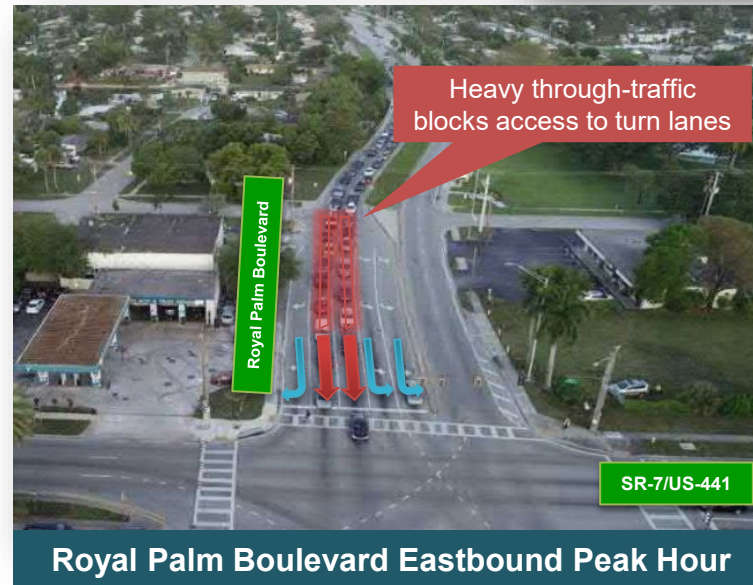 Heavy through-traffic
blocks access to turn lanes
Royal Palm Boulevard
SR-7/US-441
Royal Palm Boulevard Eastbound Peak Hour